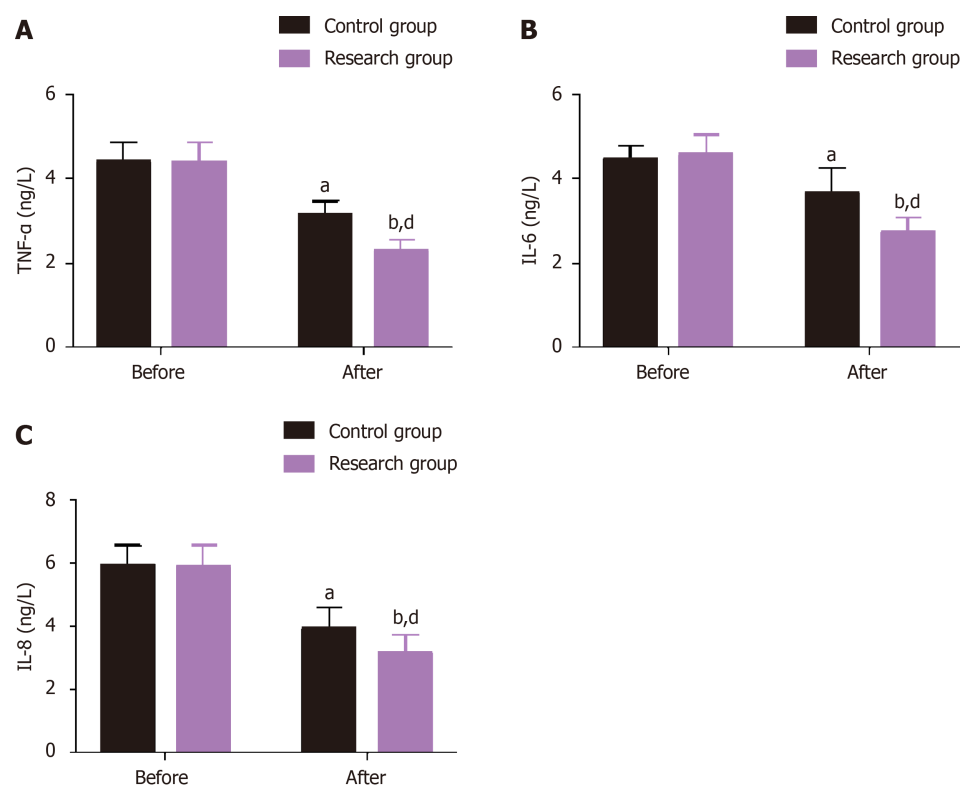 A
Control group
Research group
6
4
2
0
TNF-α (ng/L)
a
b,d
Before
After
B
Control group
Research group
6
4
2
0
IL-6 (ng/L)
a
b,d
Before
After
C
Control group
Research group
8
6
4
2
0
IL-8 (ng/L)
a
b,d
Before
After